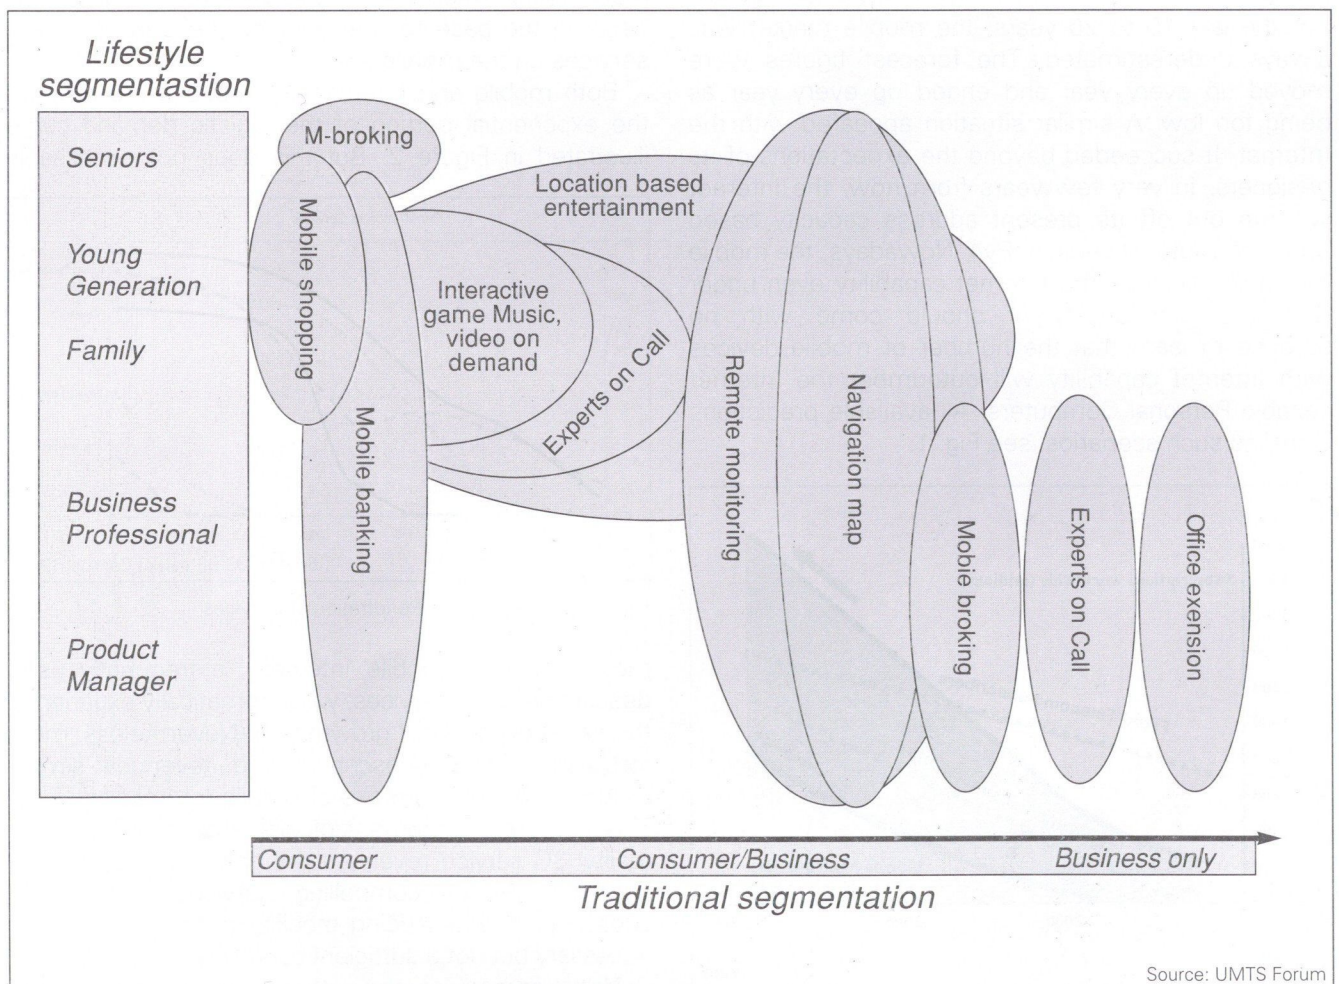 Lifestyle
segmentastion
Seniors
Young
Generation
Family
Business
Professional
Product
Manager
M-broking
Mobile shopping
Mobile banking
Location based
entertainment
Interactive
game Music,
video on
demand
Experts on Call
Remote monitoring
Navigation map
Mobie broking
Experts on Call
Office exension
Consumer
Consumer/Business
Business only
Traditional segmentation
Source: UMTS Forum